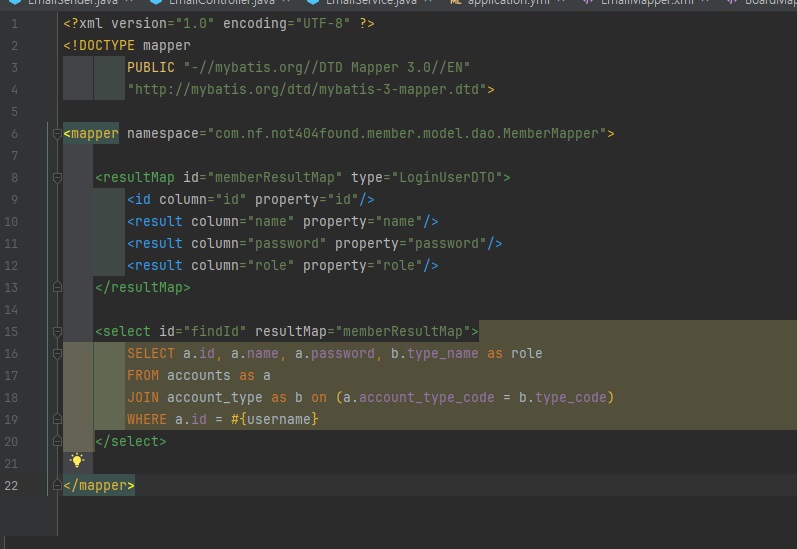 EmailSender.java EmailController.java EmailService.java application.yml EmailMapper.xml
1 <?xml version="1.0" encoding="UTF-8" ?>
2 <!DOCTYPE mapper
3 PUBLIC "-//mybatis.org//DTD Mapper 3.0//EN"
4 "http://mybatis.org/dtd/mybatis-3-mapper.dtd">
5
6 <mapper namespace="com.nf.not404found.member.model.dao.MemberMapper">
7
8 <resultMap id="memberResultMap" type="LoginUserDTO">
9 <id column="id" property="id"/>
10 <result column="name" property="name"/>
11 <result column="password" property="password"/>
12 <result column="role" property="role"/>
13 </resultMap>
14
15 <select id="findId" resultMap="memberResultMap">
16 SELECT a.id, a.name, a.password, b.type_name as role
17 FROM accounts as a
18 JOIN account_type as b on (a.account_type_code = b.type_code)
19 WHERE a.id = #{username}
20 </select>
21
22 </mapper>